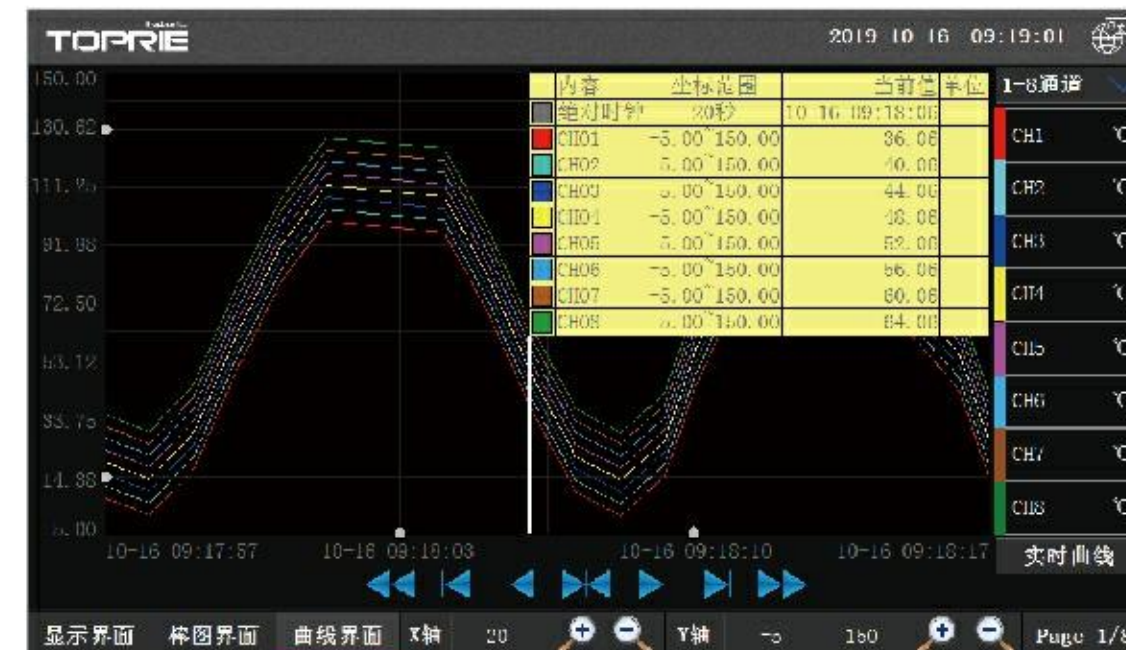 TOPRIE
2019 10 16 09:19:01
150.00
130.62
111.25
91.88
72.50
53.12
33.75
14.38
5.00
内容 坐标范围 当前值 单位
绝对时钟 20秒 10-16 09:18:06
CH01 -5.00~150.00 36.06
CH02 5.00~150.00 40.06
CH03 -5.00~150.00 44.06
CH04 -5.00~150.00 48.06
CH05 5.00~150.00 52.06
CH06 -5.00~150.00 56.06
CH07 -5.00~150.00 60.06
CH08 -5.00~150.00 64.06
1-8通道
CH1 ℃
CH2 ℃
CH3 ℃
CH4 ℃
CH5 ℃
CH6 ℃
CH7 ℃
CH8 ℃
10-16 09:17:57 10-16 09:18:03 10-16 09:18:10 10-16 09:18:17
实时曲线
显示界面 棒图界面 曲线界面 X轴 20 Y轴 -5 150 Page 1/8